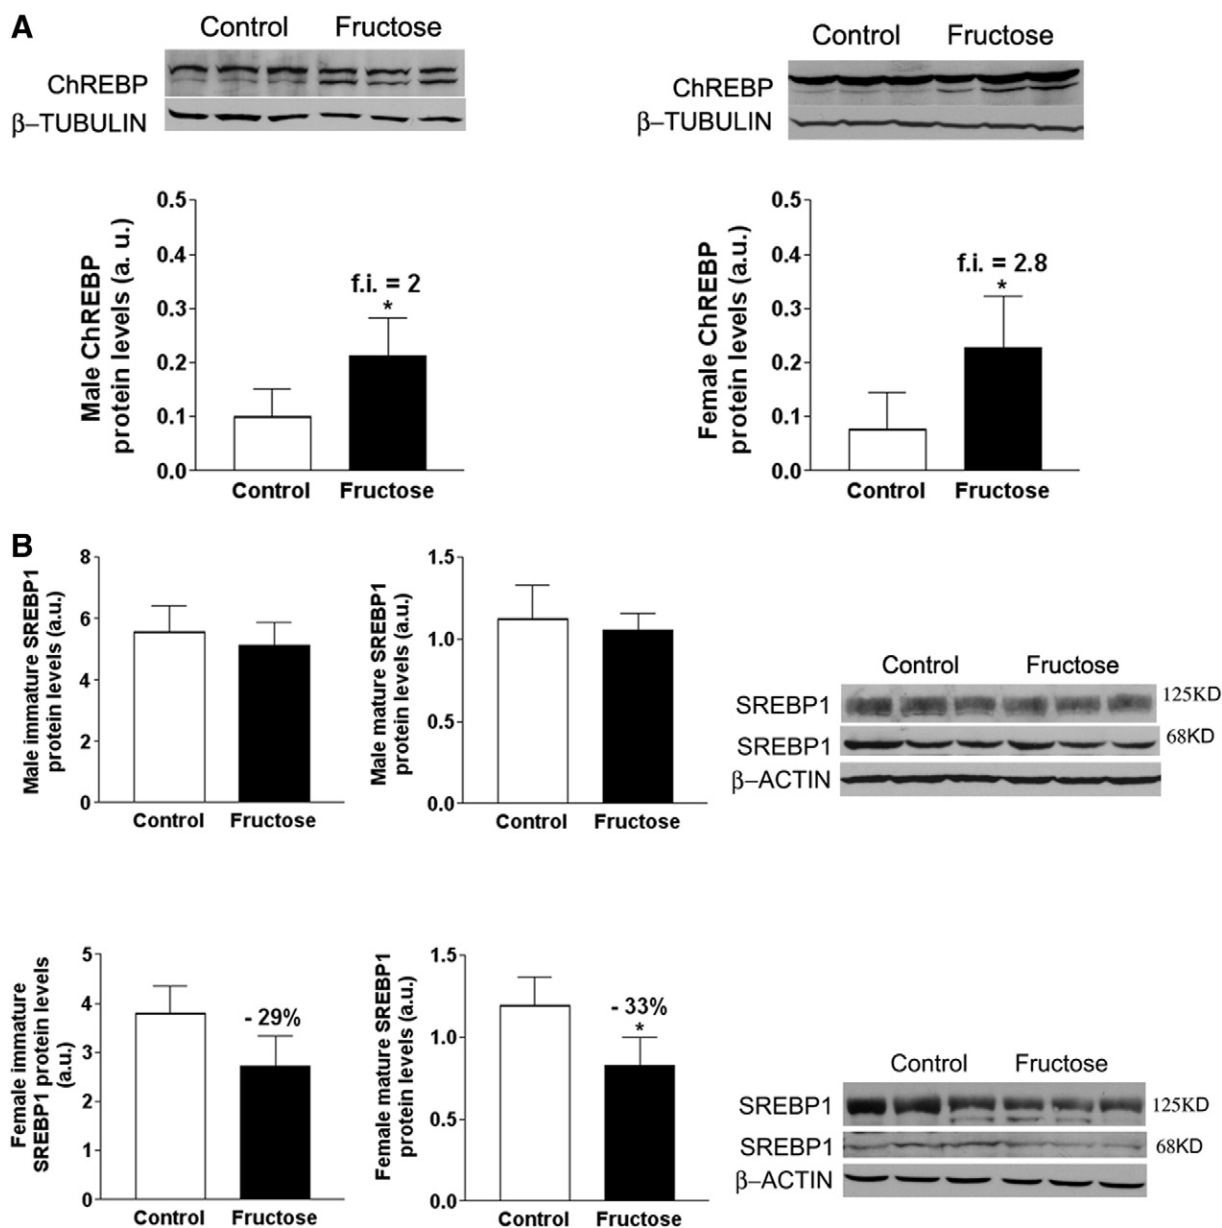 A
Control Fructose
ChREBP
β–TUBULIN
Control Fructose
ChREBP
β–TUBULIN
Male ChREBP
protein levels (a. u.)
0.5
0.4
0.3
0.2
0.1
0.0
f.i. = 2
*
Control Fructose
Female ChREBP
protein levels (a.u.)
0.5
0.4
0.3
0.2
0.1
0.0
f.i. = 2.8
*
Control Fructose
B
Male immature SREBP1
protein levels (a.u.)
8
6
4
2
0
Control Fructose
Male mature SREBP1
protein levels (a.u.)
1.5
1.0
0.5
0.0
Control Fructose
Control Fructose
SREBP1 125KD
SREBP1 68KD
β–ACTIN
Female immature
SREBP1 protein levels
(a.u.)
5
4
3
2
1
0
- 29%
Control Fructose
Female mature SREBP1
protein levels (a.u.)
1.5
1.0
0.5
0.0
- 33%
*
Control Fructose
Control Fructose
SREBP1 125KD
SREBP1 68KD
β–ACTIN